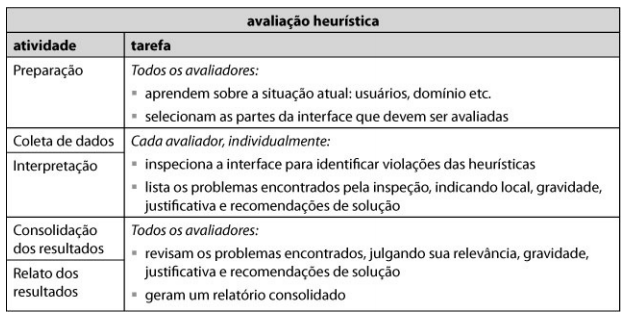 avaliação heurística
atividade tarefa
Preparação
Todos os avaliadores:
▪ aprendem sobre a situação atual: usuários, domínio etc.
▪ selecionam as partes da interface que devem ser avaliadas
Coleta de dados
Interpretação
Cada avaliador, individualmente:
▪ inspeciona a interface para identificar violações das heurísticas
▪ lista os problemas encontrados pela inspeção, indicando local, gravidade,
justificativa e recomendações de solução
Consolidação
dos resultados
Relato dos
resultados
Todos os avaliadores:
▪ revisam os problemas encontrados, julgando sua relevância, gravidade,
justificativa e recomendações de solução
▪ geram um relatório consolidado